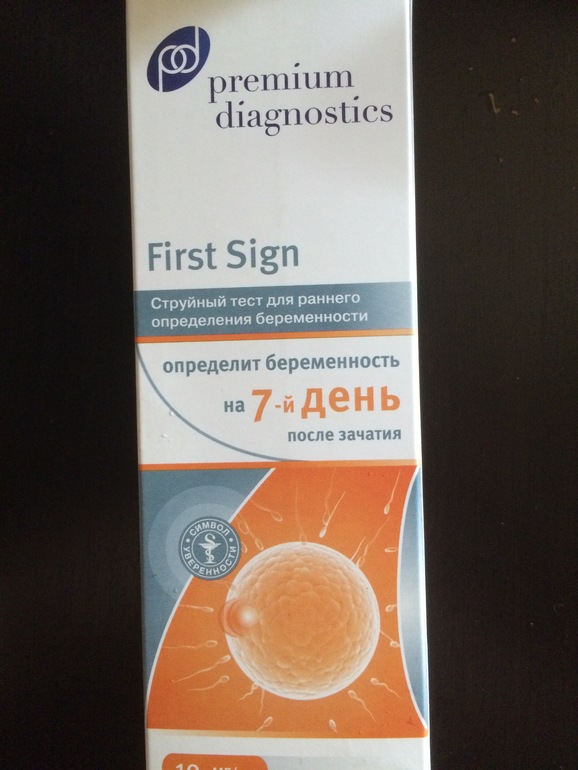 pd
premium
diagnostics
First Sign
Струйный тест для раннего
определения беременности
определит беременность
на 7-й день
после зачатия
СИМВОЛ
УВЕРЕННОСТИ
10